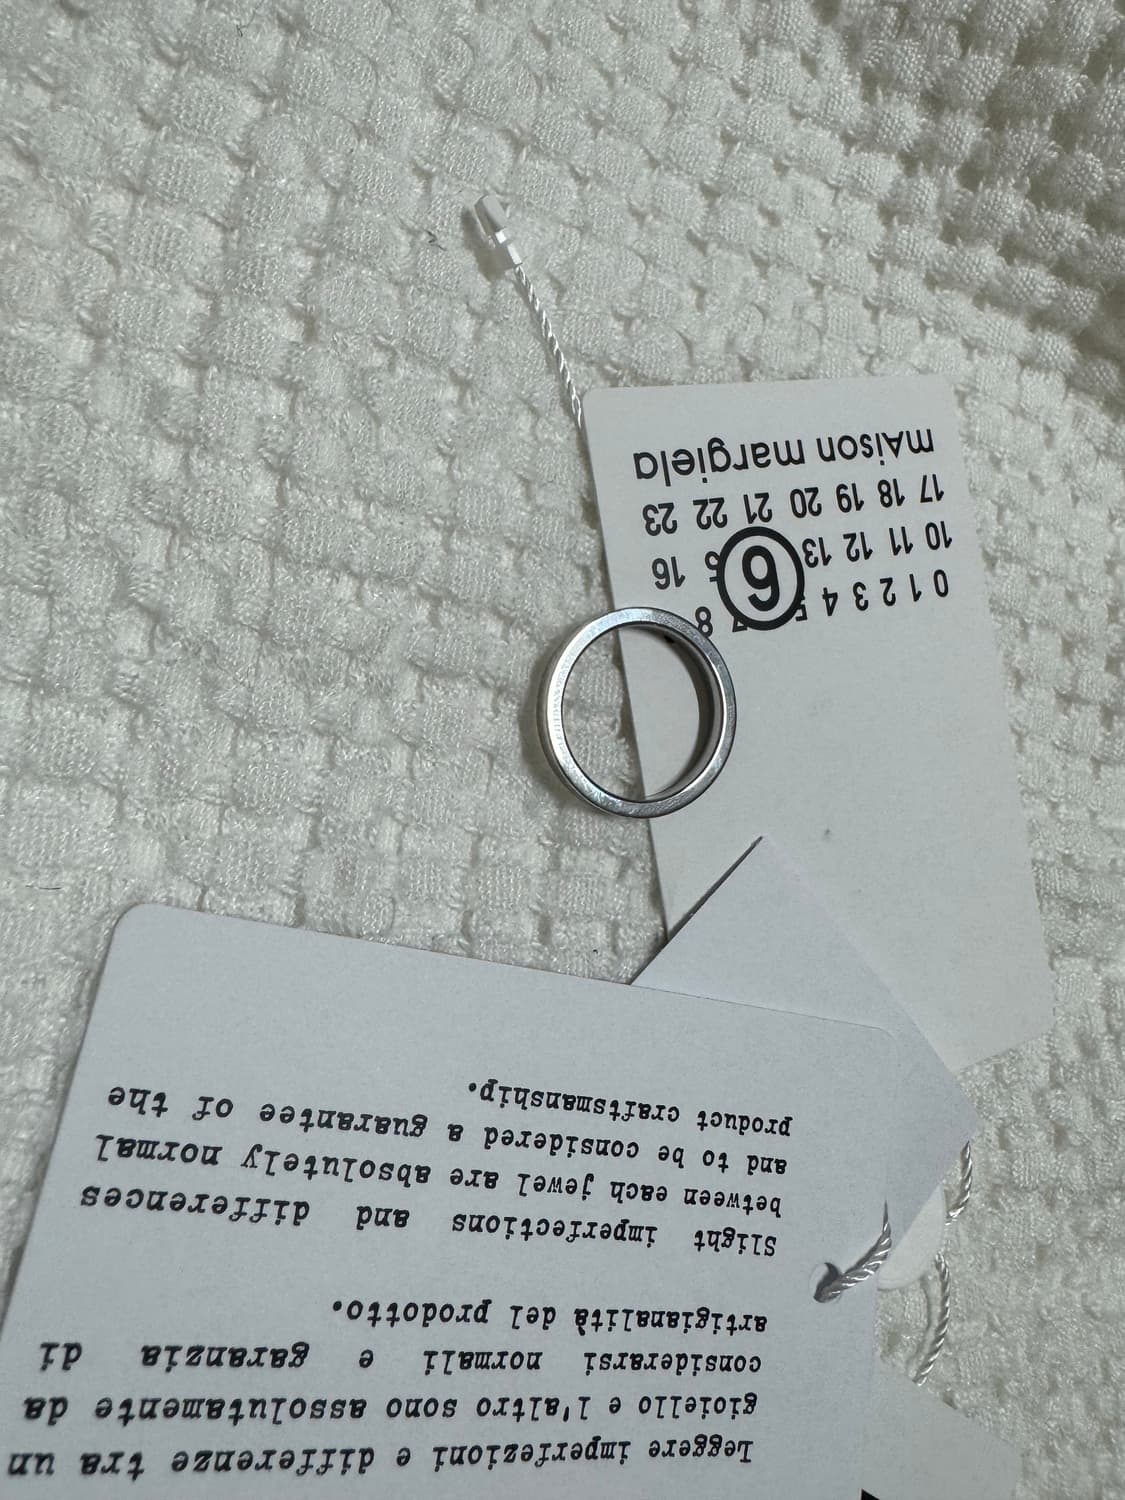 Leggere imperfezioni e differenze tra un
gioiello e l'altro sono assolutamente da
considerarsi normali e garanzia di
artigianalità del prodotto.
Slight imperfections and differences
between each jewel are absolutely normal
and to be considered a guarantee of the
product craftsmanship.
0 1 2 3 4 5 6 7 8
10 11 12 13 16
17 18 19 20 21 22 23
mAison margiela